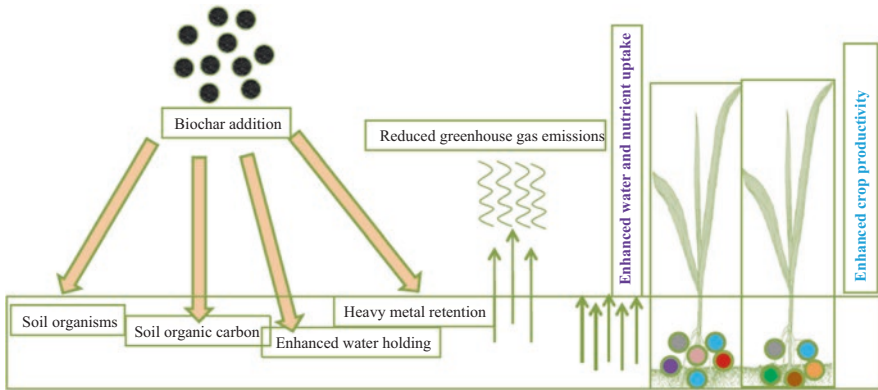 Biochar addition
Reduced greenhouse gas emissions
Enhanced water and nutrient uptake
Enhanced crop productivity
Soil organisms
Soil organic carbon
Enhanced water holding
Heavy metal retention